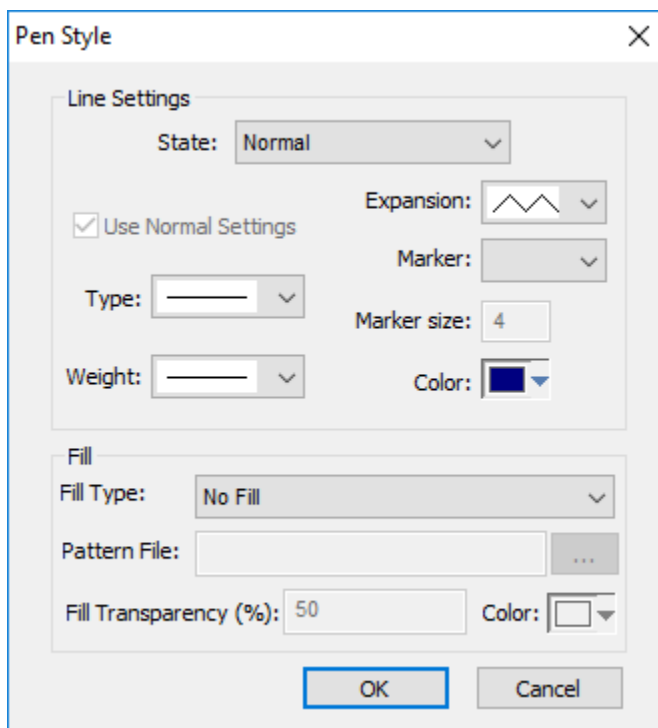 Pen Style
Line Settings
State: Normal
Expansion:
Use Normal Settings
Marker:
Type:
Marker size: 4
Weight:
Color:
Fill
Fill Type: No Fill
Pattern File: ...
Fill Transparency (%): 50 Color:
OK Cancel